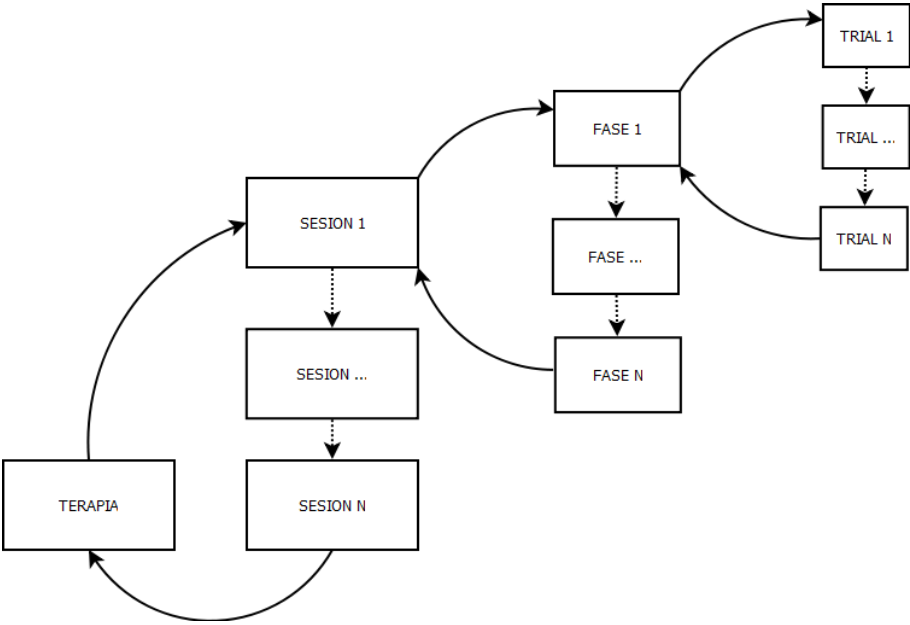 TRIAL 1
FASE 1
TRIAL ...
SESION 1
TRIAL N
FASE ...
SESION ...
FASE N
TERAPIA
SESION N